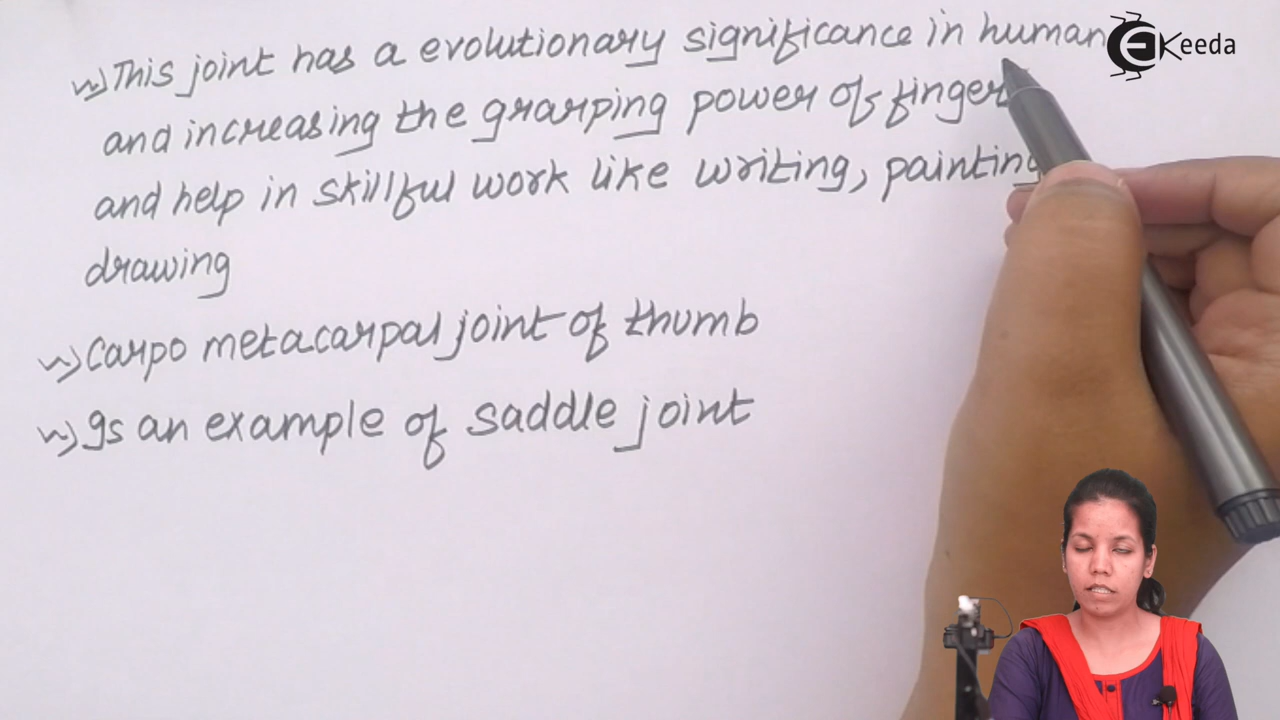 This joint has a evolutionary significance in human
EKeeda
and increasing the grarping power of finger
and help in skillful work like writing, painting
drawing
Carpo metacarpal joint of thumb
Is an example of saddle joint